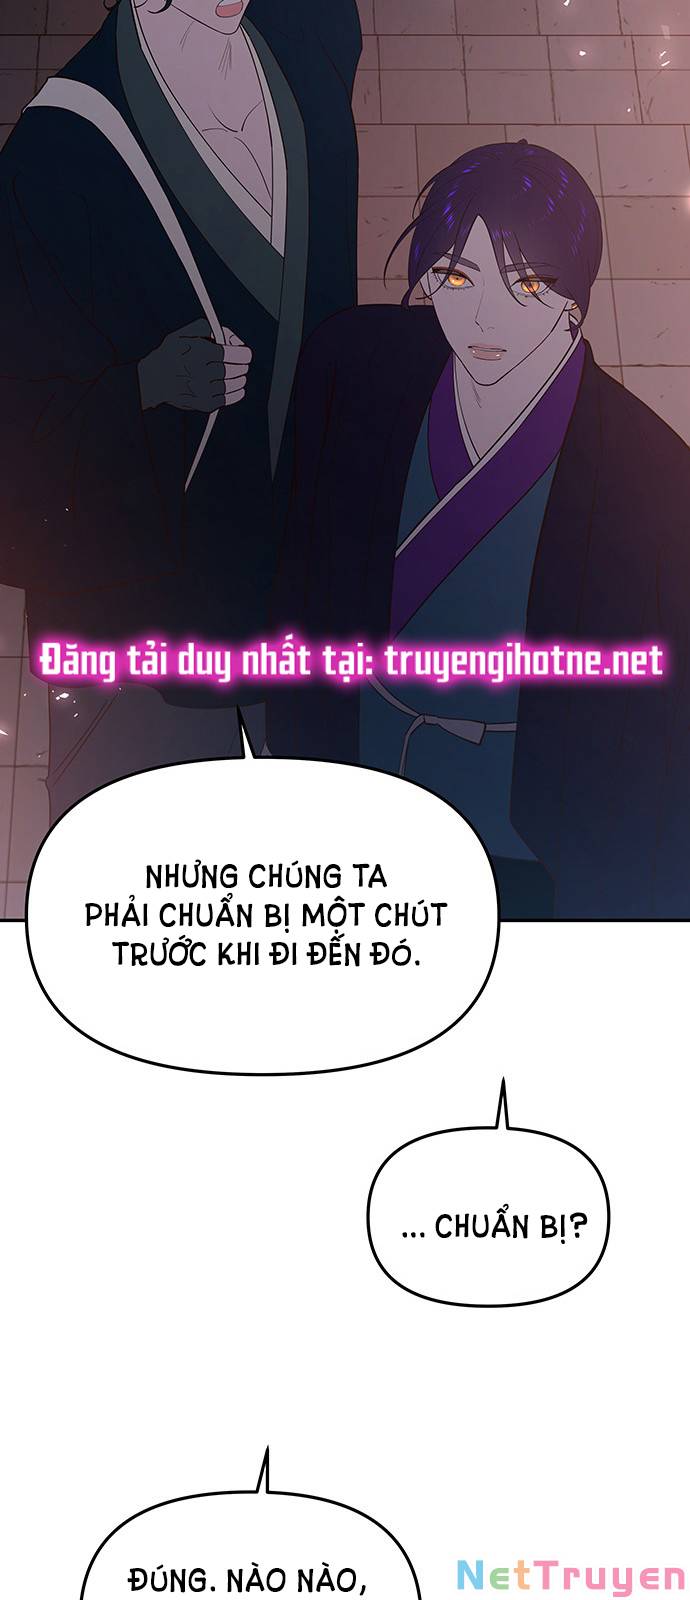 Đăng tải duy nhất tại: truyengihotne.net
NHƯNG CHÚNG TA
PHẢI CHUẨN BỊ MỘT CHÚT
TRƯỚC KHI ĐI ĐẾN ĐÓ.
... CHUẨN BỊ?
ĐÚNG. NÀO NÀO,
NetTruyen